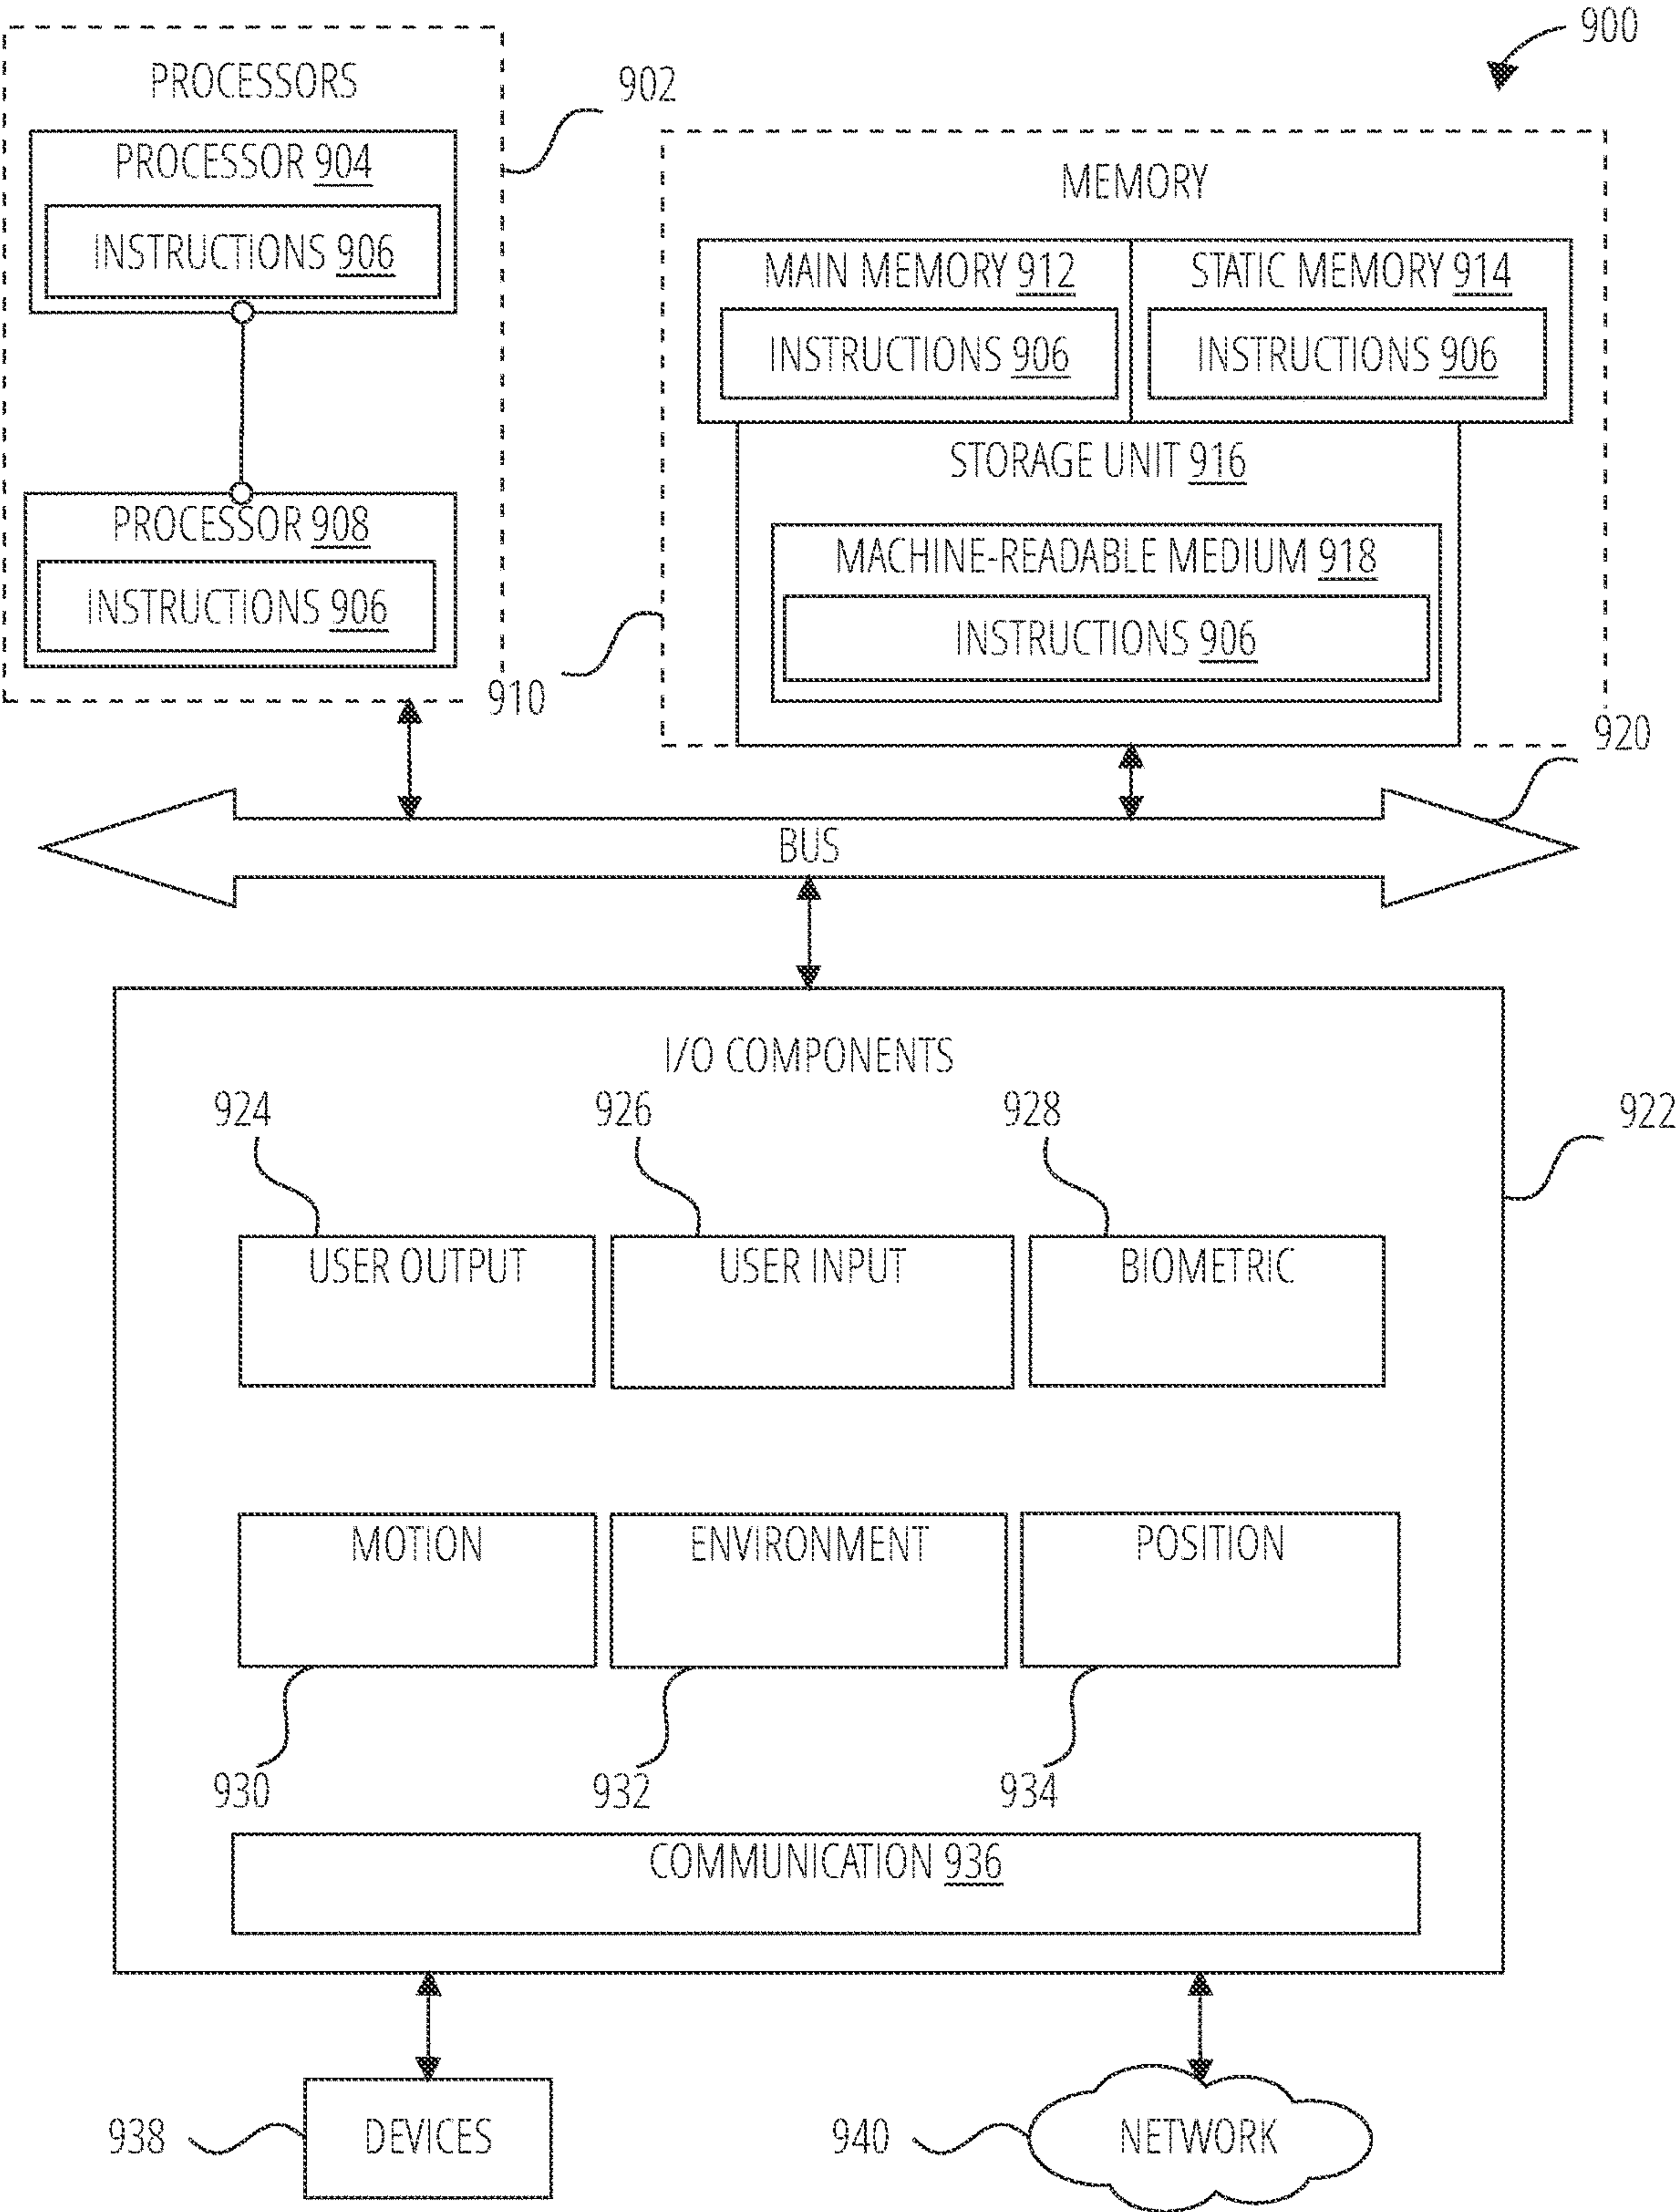 900
PROCESSORS
902
PROCESSOR 904
INSTRUCTIONS 906
PROCESSOR 908
INSTRUCTIONS 906
910
MEMORY
MAIN MEMORY 912
INSTRUCTIONS 906
STATIC MEMORY 914
INSTRUCTIONS 906
STORAGE UNIT 916
MACHINE-READABLE MEDIUM 918
INSTRUCTIONS 906
920
BUS
I/O COMPONENTS
922
924
926
928
USER OUTPUT
USER INPUT
BIOMETRIC
MOTION
ENVIRONMENT
POSITION
930
932
934
COMMUNICATION 936
938
DEVICES
940
NETWORK